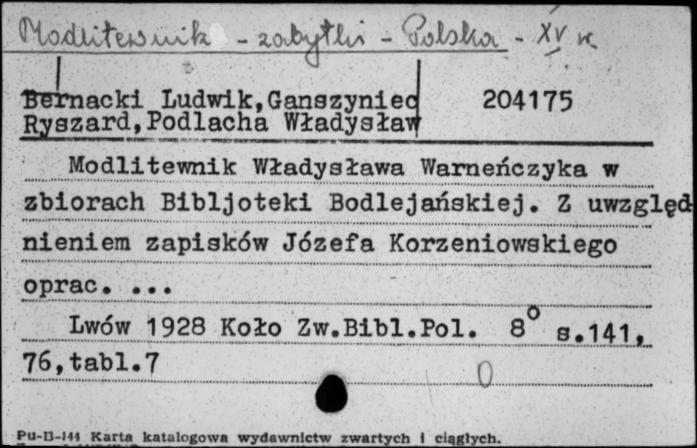 Modlitewnik - zabytki - Polska - XV w.
Bernacki Ludwik,Ganszyniec 204175
Ryszard,Podlacha Władysław
Modlitewnik Władysława Warneńczyka w
zbiorach Bibljoteki Bodlejańskiej. Z uwzględ-
nieniem zapisków Józefa Korzeniowskiego
oprac. ...
Lwów 1928 Koło Zw.Bibl.Pol. 8° s.141,
76,tabl.7
0
Pu-B-144 Karta katalogowa wydawnictw zwartych i ciągłych.